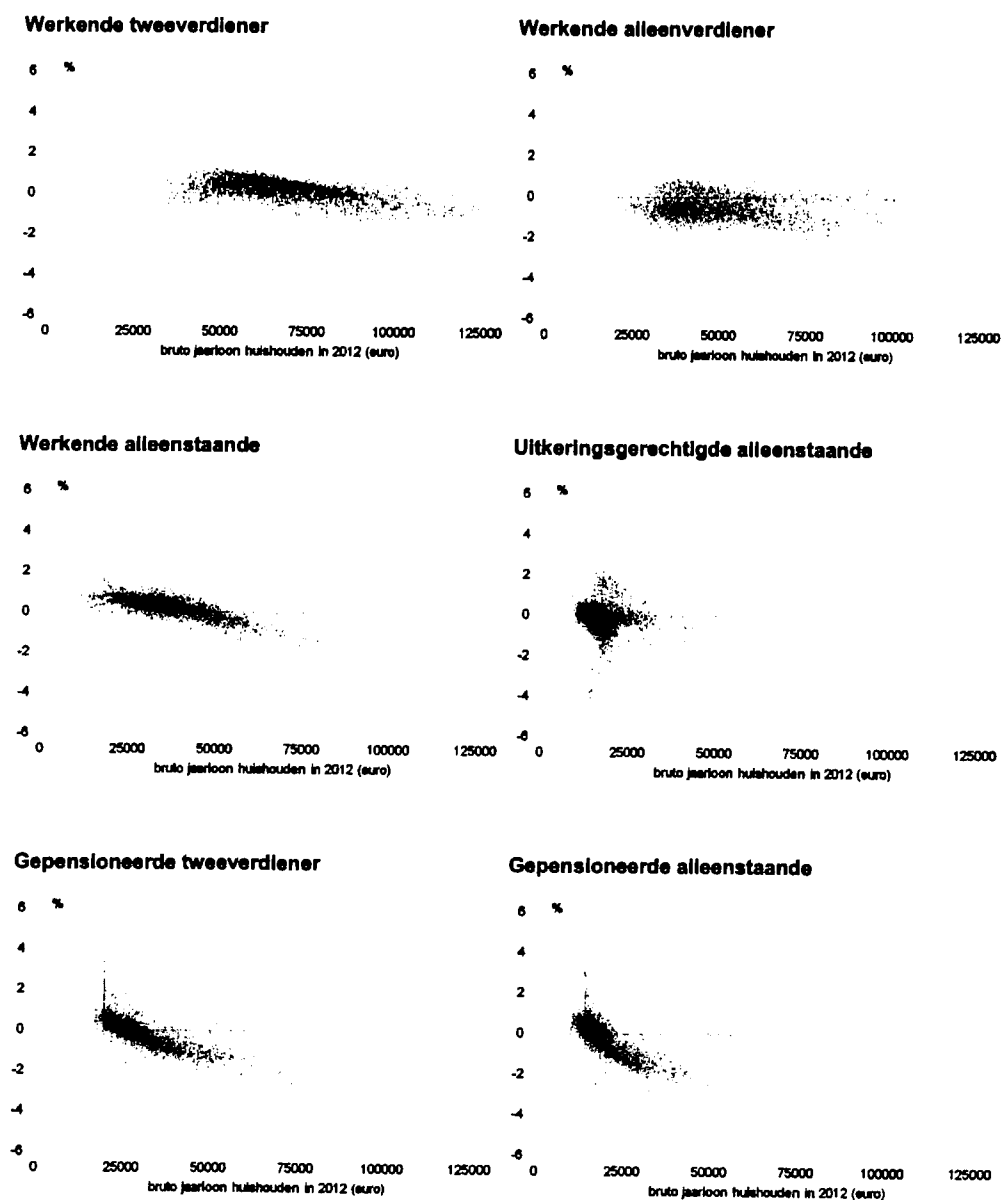 Werkende tweeverdiener
6 %
4
2
0
-2
-4
-6
0 25000 50000 75000 100000 125000
bruto jaarloon huishouden in 2012 (euro)
Werkende alleenverdiener
6 %
4
2
0
-2
-4
-6
0 25000 50000 75000 100000 125000
bruto jaarloon huishouden in 2012 (euro)
Werkende alleenstaande
6 %
4
2
0
-2
-4
-6
0 25000 50000 75000 100000 125000
bruto jaarloon huishouden in 2012 (euro)
Uitkeringsgerechtigde alleenstaande
6 %
4
2
0
-2
-4
-6
0 25000 50000 75000 100000 125000
bruto jaarloon huishouden in 2012 (euro)
Gepensioneerde tweeverdiener
6 %
4
2
0
-2
-4
-6
0 25000 50000 75000 100000 125000
bruto jaarloon huishouden in 2012 (euro)
Gepensioneerde alleenstaande
6 %
4
2
0
-2
-4
-6
0 25000 50000 75000 100000 125000
bruto jaarloon huishouden in 2012 (euro)